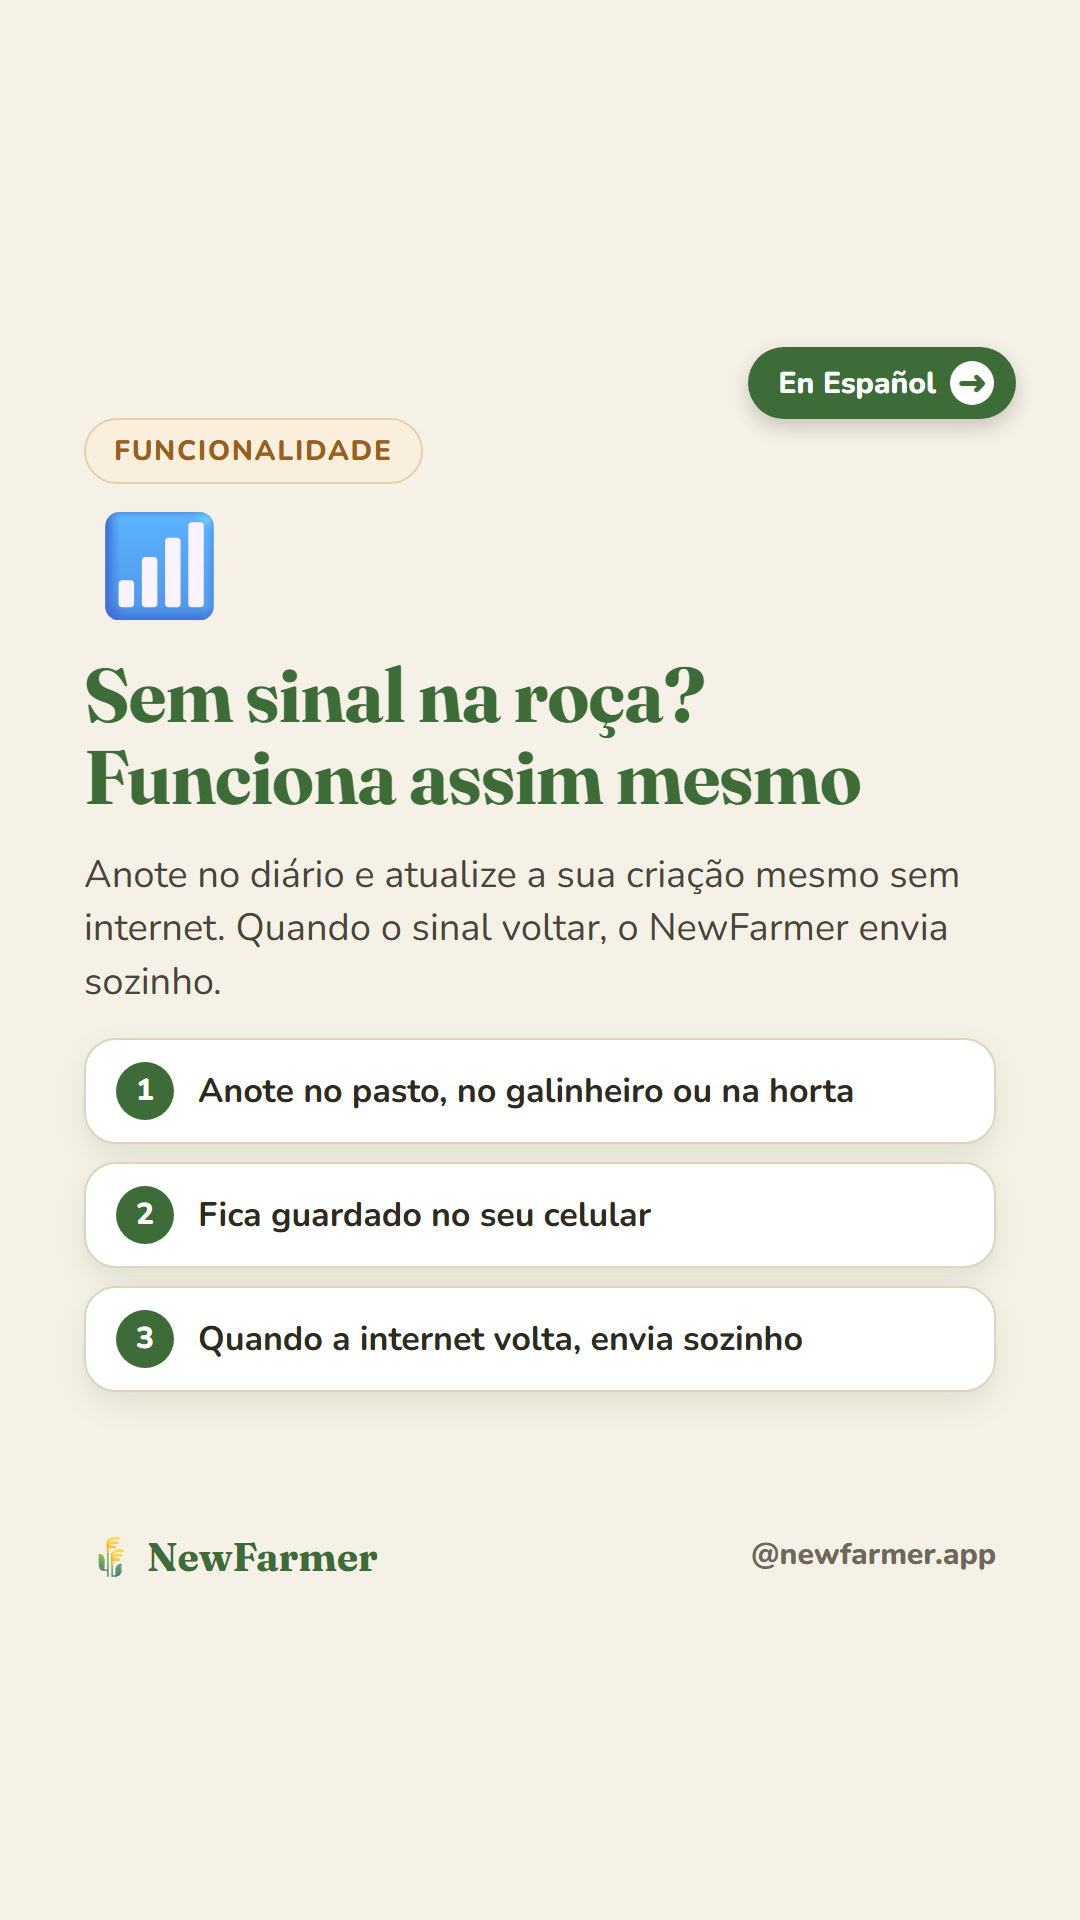 En Español
FUNCIONALIDADE
Sem sinal na roça?
Funciona assim mesmo
Anote no diário e atualize a sua criação mesmo sem
internet. Quando o sinal voltar, o NewFarmer envia
sozinho.
1 Anote no pasto, no galinheiro ou na horta
2 Fica guardado no seu celular
3 Quando a internet volta, envia sozinho
NewFarmer
@newfarmer.app